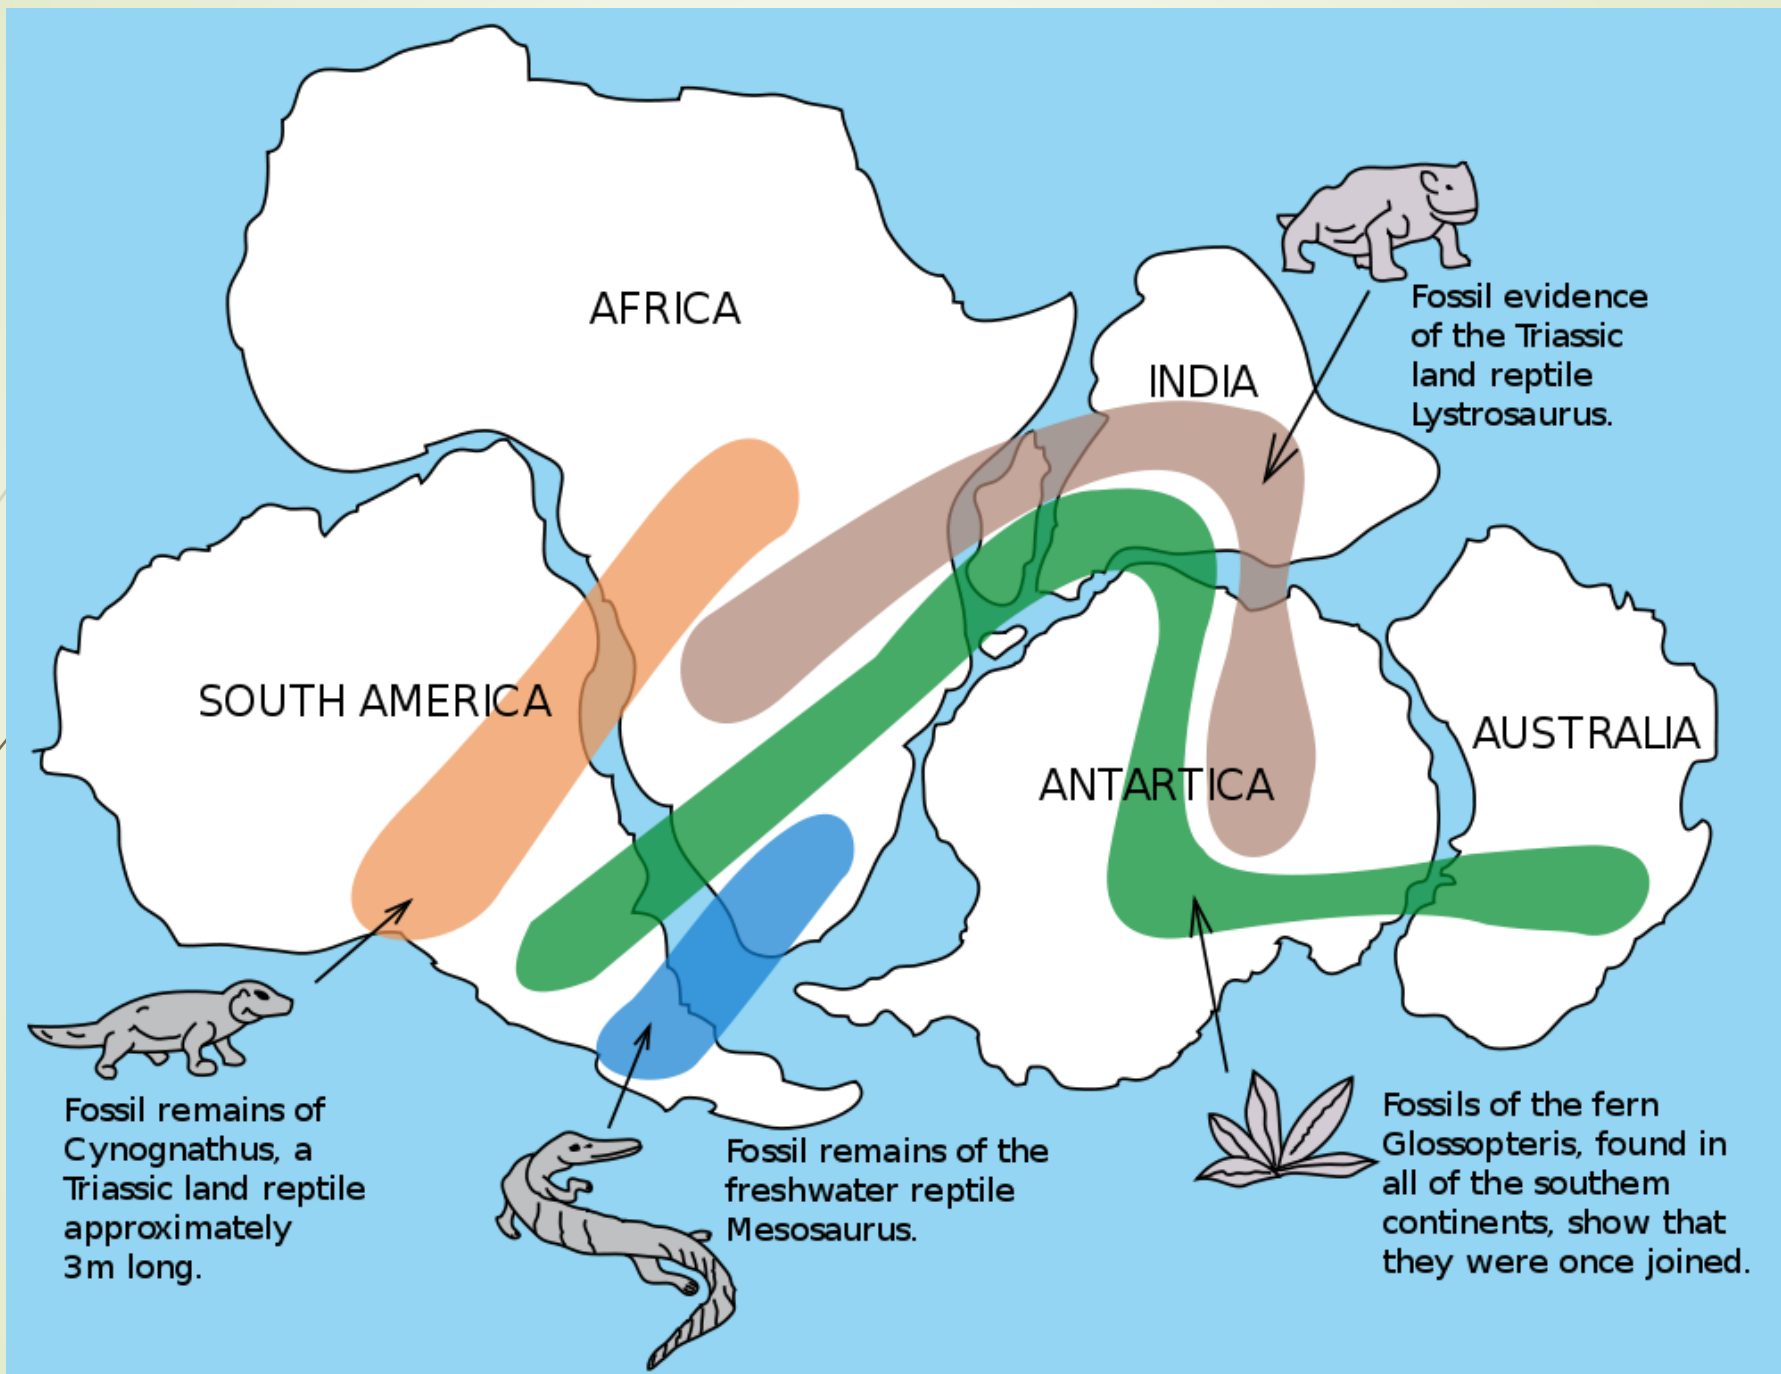 AFRICA
INDIA
Fossil evidence
of the Triassic
land reptile
Lystrosaurus.
SOUTH AMERICA
ANTARTICA
AUSTRALIA
Fossil remains of
Cynognathus, a
Triassic land reptile
approximately
3m long.
Fossil remains of the
freshwater reptile
Mesosaurus.
Fossils of the fern
Glossopteris, found in
all of the southem
continents, show that
they were once joined.